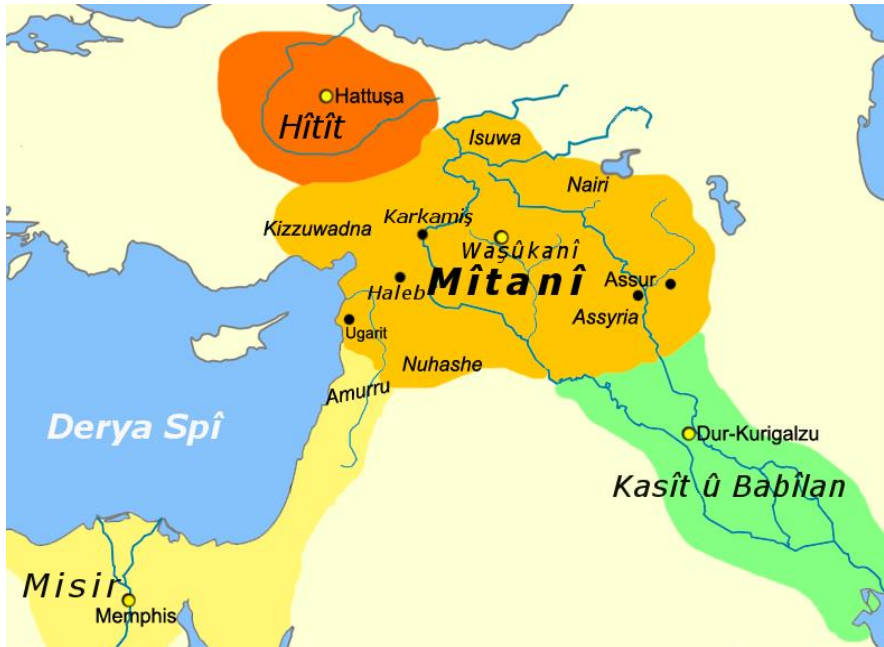 Hattuşa
Hîtît
Isuwa
Nairi
Karkamiş
Kizzuwadna
Waşûkanî
Mîtanî
Haleb
Assur
Assyria
Ugarit
Nuhashe
Amurru
Derya Spî
Dur-Kurigalzu
Kasît û Babîlan
Misir
Memphis